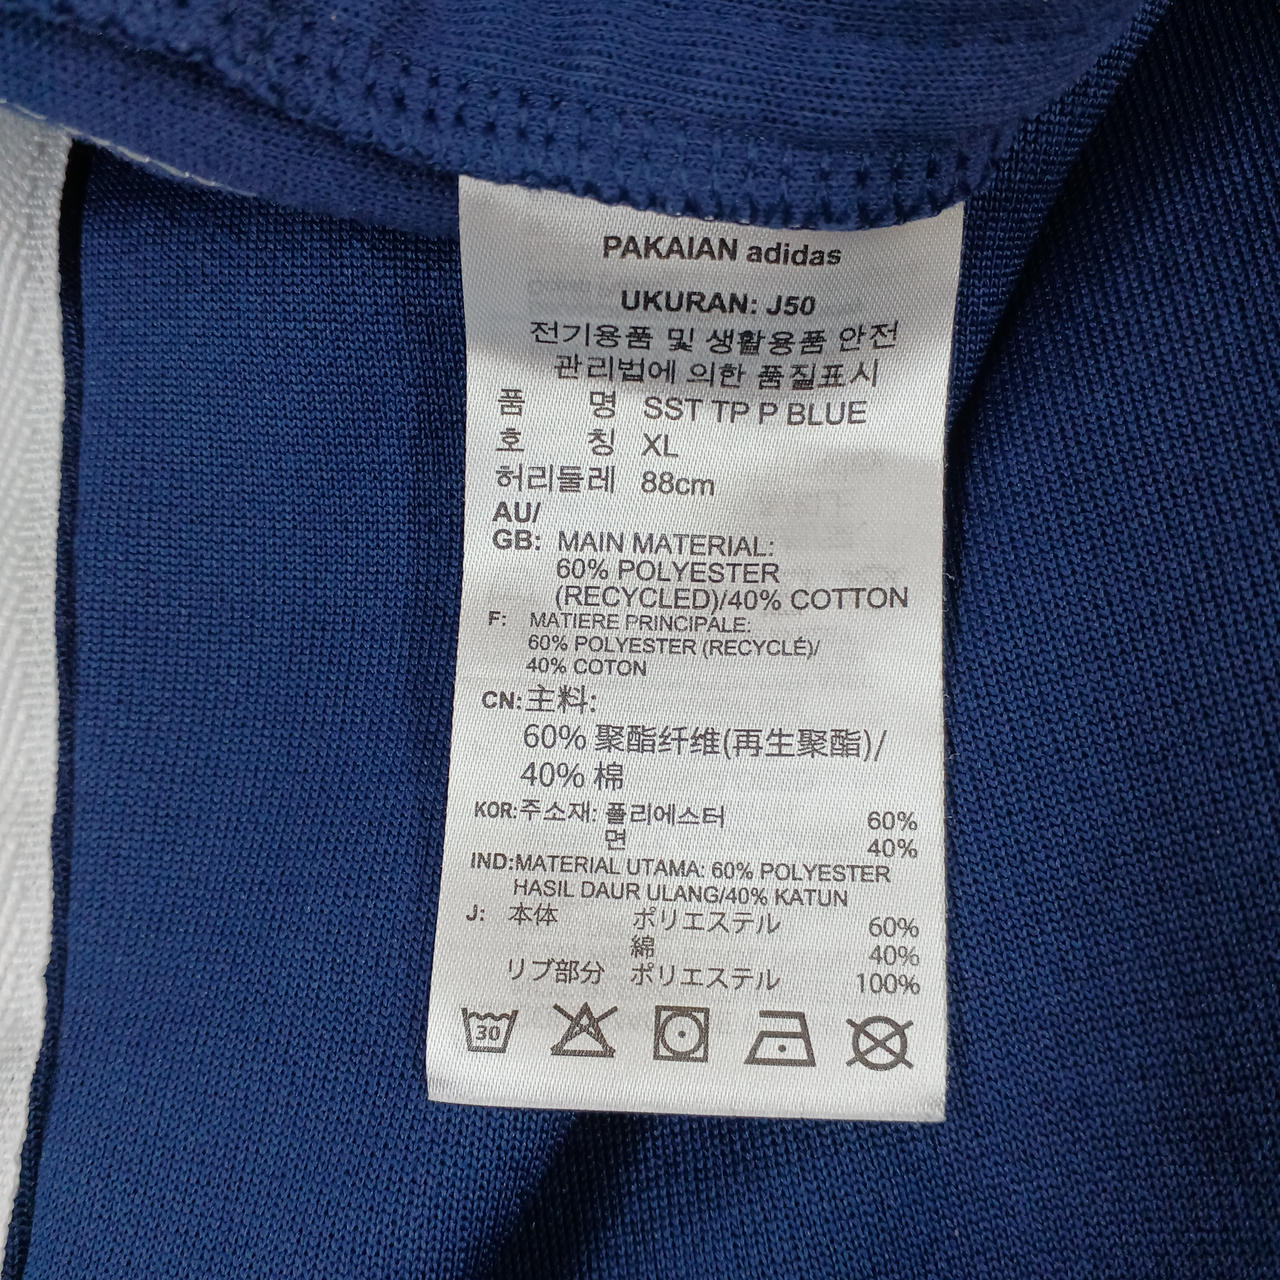 PAKAIAN adidas
UKURAN: J50
전기용품 및 생활용품 안전
관리법에 의한 품질표시
품 명 SST TP P BLUE
호 칭 XL
허리둘레 88cm
AU/
GB: MAIN MATERIAL:
60% POLYESTER
(RECYCLED)/40% COTTON
F: MATIERE PRINCIPALE:
60% POLYESTER (RECYCLÉ)/
40% COTON
CN:主料:
60% 聚酯纤维(再生聚酯)/
40% 棉
KOR:주소재: 폴리에스터 60%
면 40%
IND:MATERIAL UTAMA: 60% POLYESTER
HASIL DAUR ULANG/40% KATUN
J: 本体 ポリエステル 60%
綿 40%
リブ部分 ポリエステル 100%
30